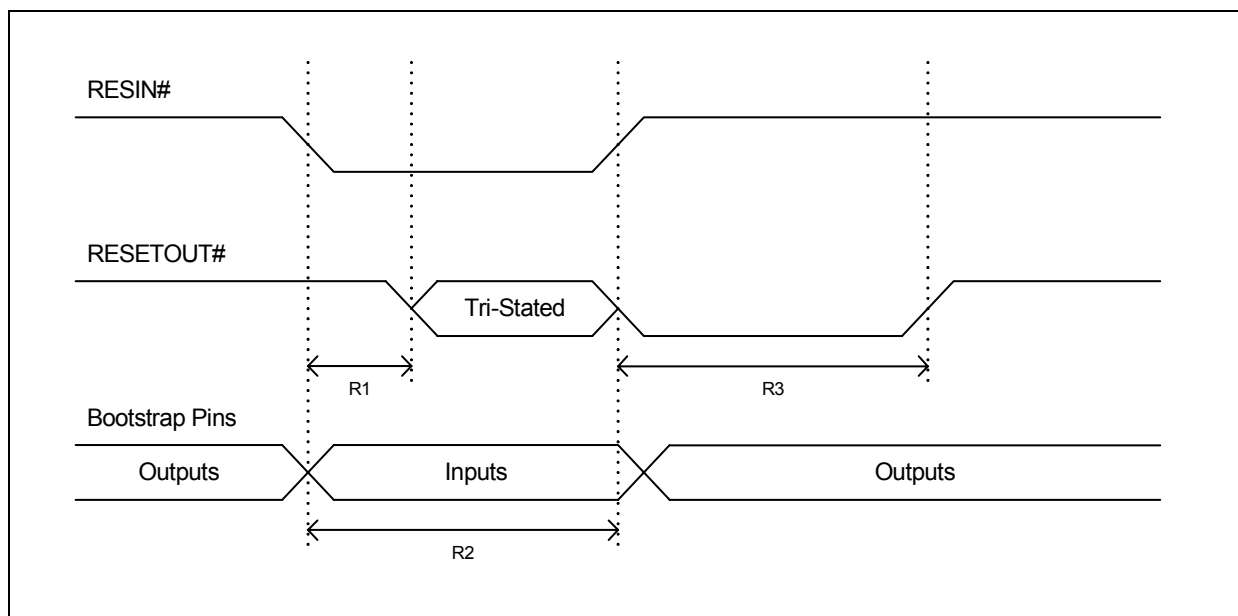 RESIN#
RESETOUT#
Tri-Stated
R1
R3
Bootstrap Pins
Outputs
Inputs
Outputs
R2